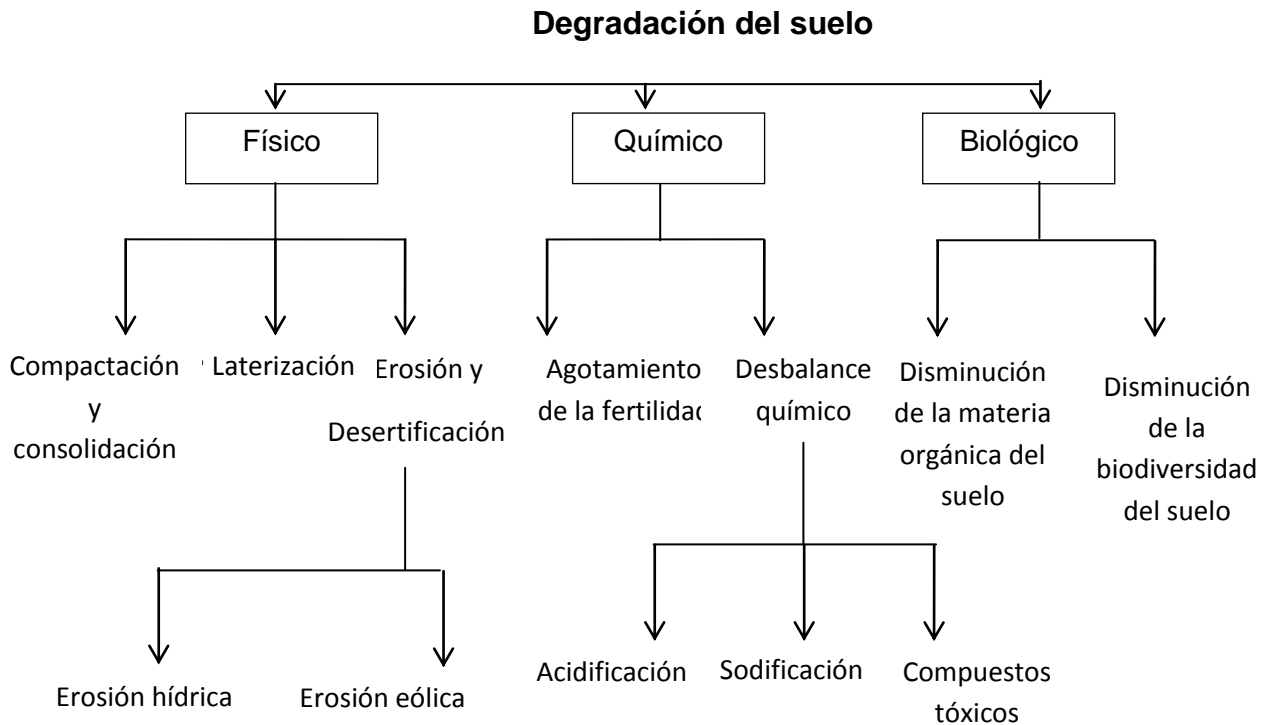 Degradación del suelo
Físico
Químico
Biológico
Compactación
y
consolidación
Laterización
Erosión y
Desertificación
Agotamiento
de la fertilidad
Desbalance
químico
Disminución
de la materia
orgánica del
suelo
Disminución
de la
biodiversidad
del suelo
Erosión hídrica
Erosión eólica
Acidificación
Sodificación
Compuestos
tóxicos